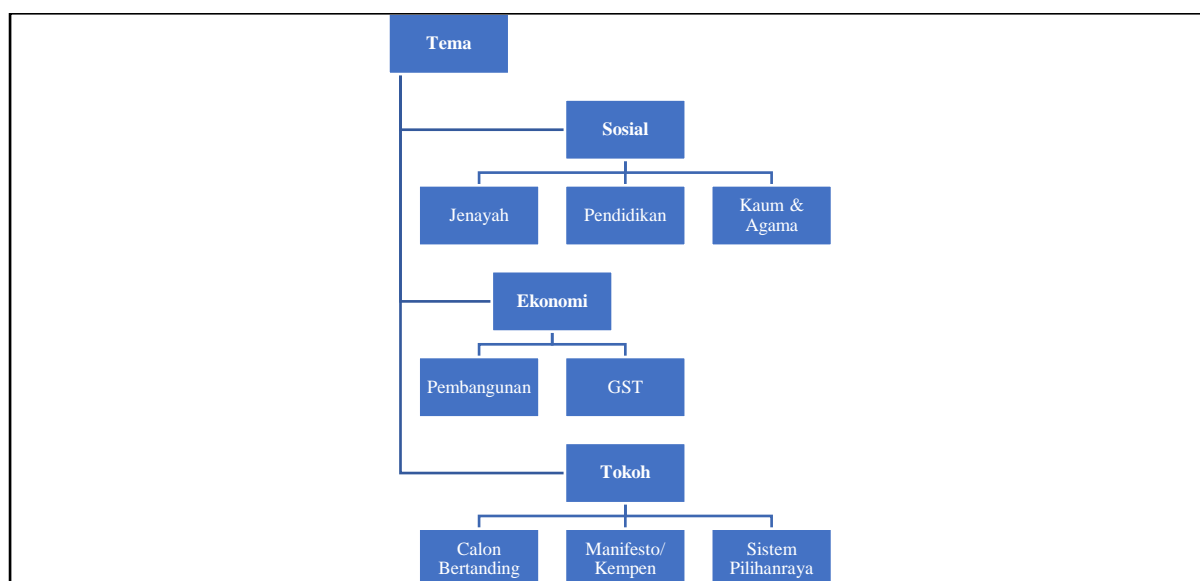 Tema
Sosial
Jenayah
Pendidikan
Kaum &
Agama
Ekonomi
Pembangunan
GST
Tokoh
Calon
Bertanding
Manifesto/
Kempen
Sistem
Pilihanraya